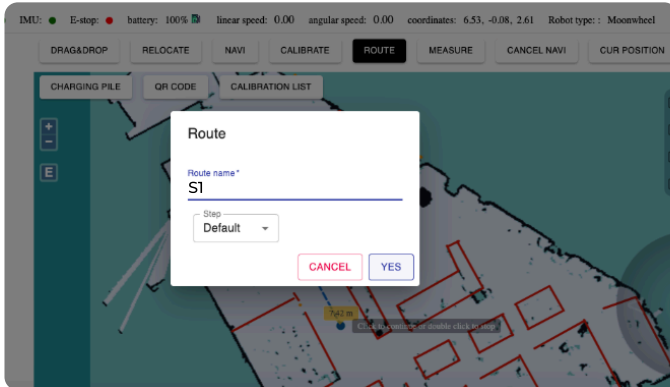 IMU: E-stop: battery: 100% linear speed: 0.00 angular speed: 0.00 coordinates: 6.53, -0.08, 2.61 Robot type: : Moonwheel
DRAG&DROP RELOCATE NAVI CALIBRATE ROUTE MEASURE CANCEL NAVI CUR POSITION
CHARGING PILE QR CODE CALIBRATION LIST
+
−
E
Route
Route name*
S1
Step
Default
CANCEL YES
7.42 m
Click to continue or double click to stop